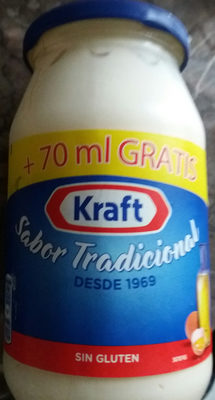 + 70 ml GRATIS
Kraft
Sabor Tradicional
DESDE 1969
SIN GLUTEN